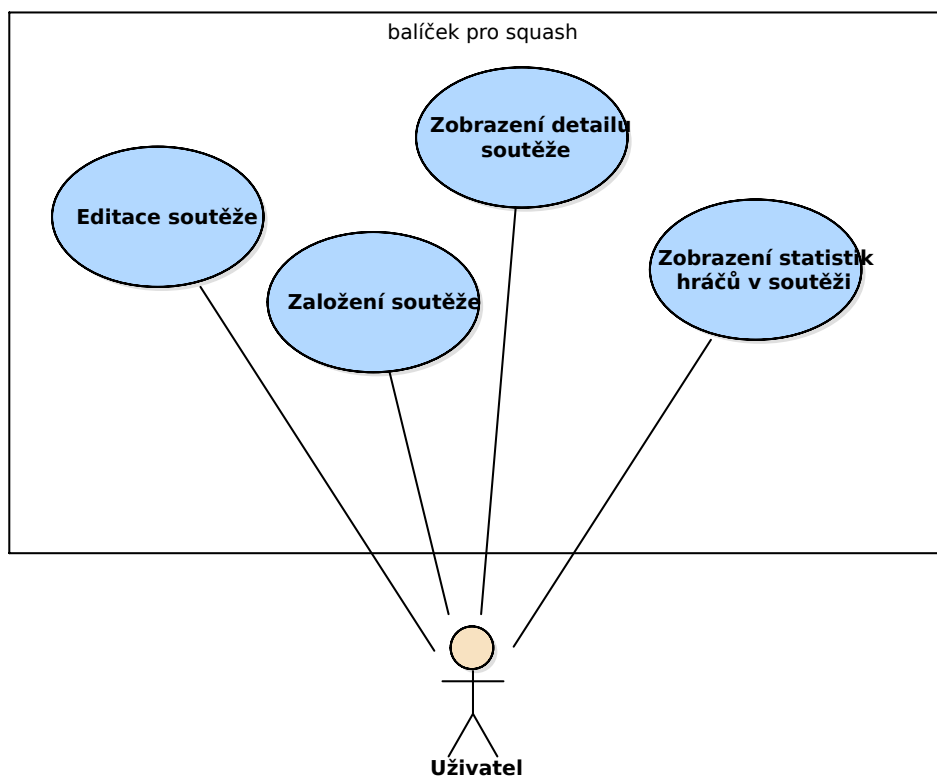 balíček pro squash
Zobrazení detailu
soutěže
Editace soutěže
Založení soutěže
Zobrazení statistik
hráčů v soutěži
Uživatel